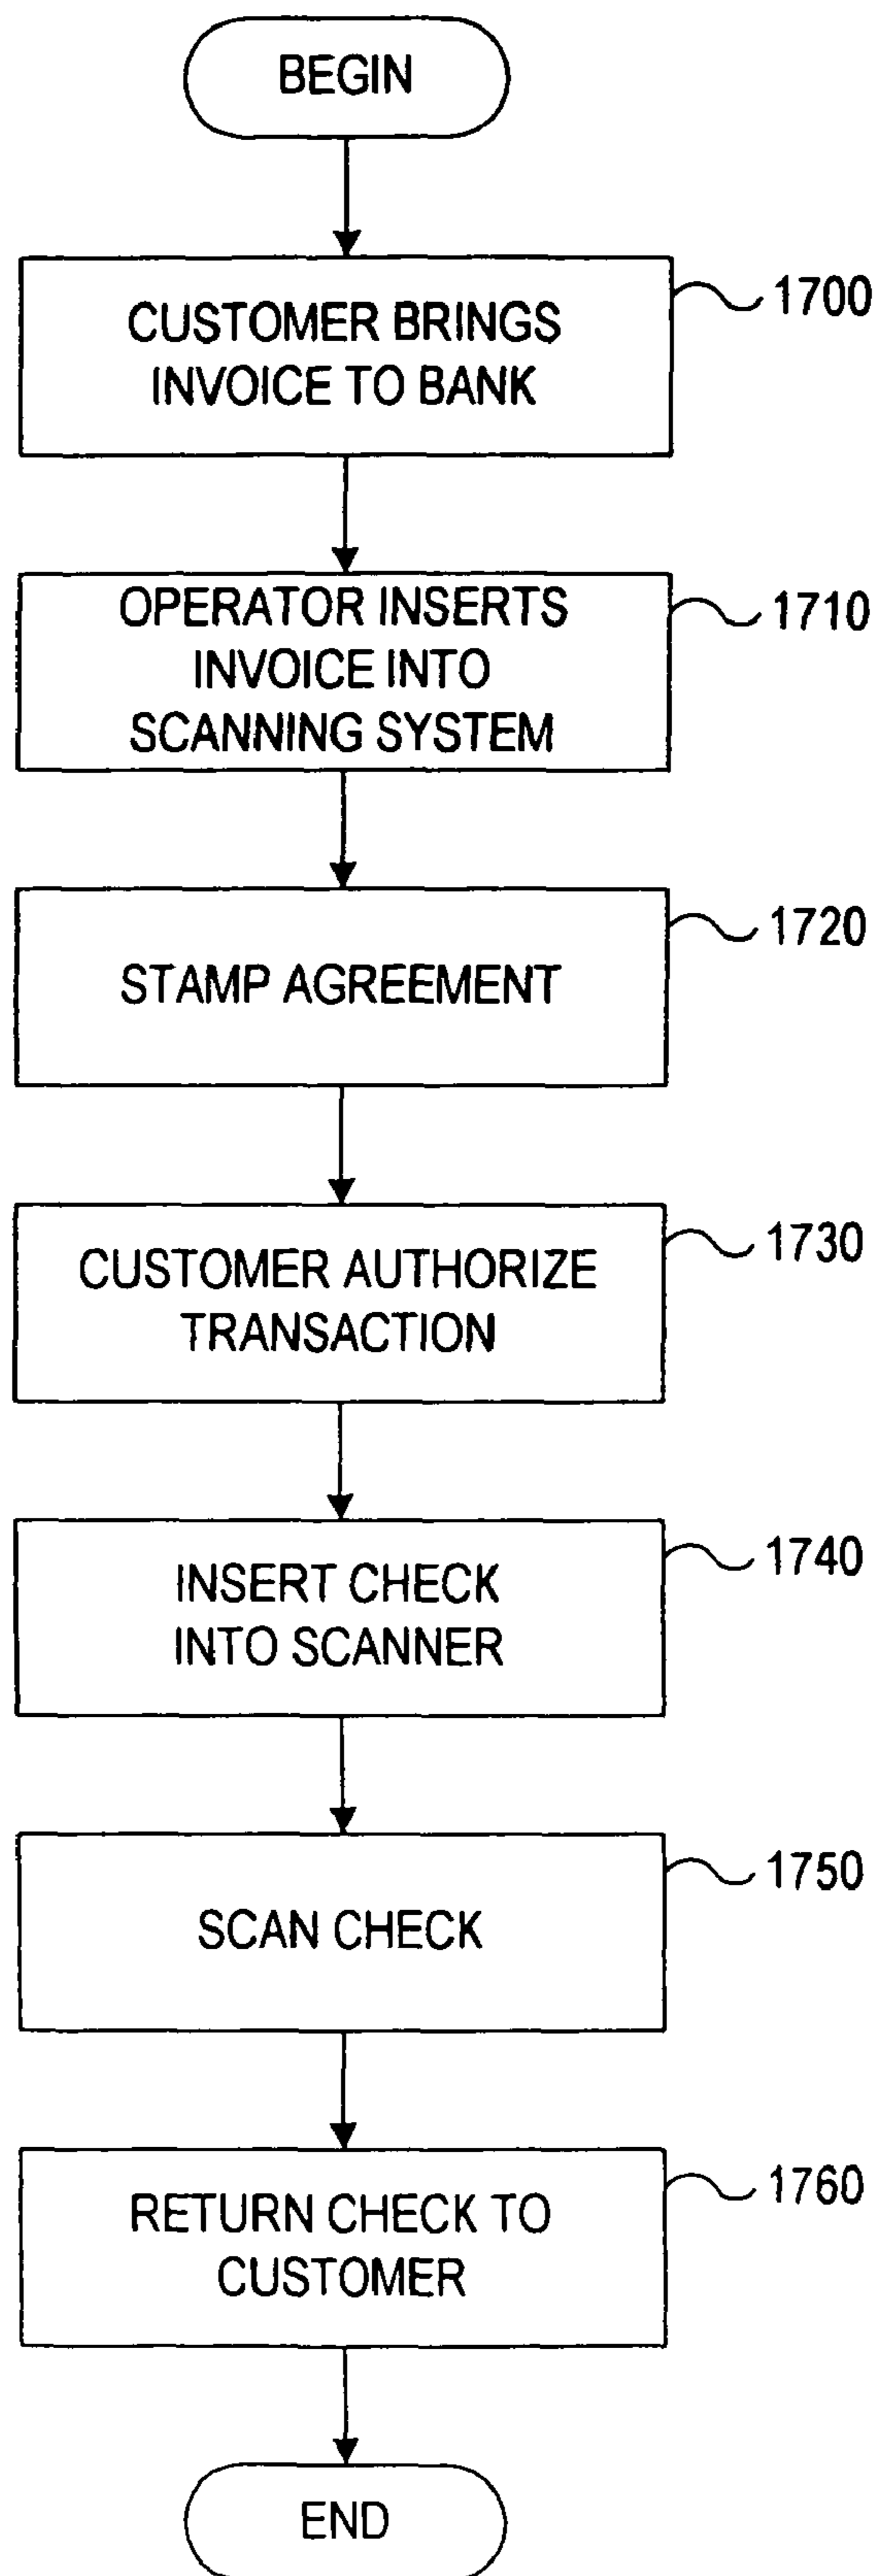 BEGIN
CUSTOMER BRINGS
INVOICE TO BANK
1700
OPERATOR INSERTS
INVOICE INTO
SCANNING SYSTEM
1710
STAMP AGREEMENT
1720
CUSTOMER AUTHORIZE
TRANSACTION
1730
INSERT CHECK
INTO SCANNER
1740
SCAN CHECK
1750
RETURN CHECK TO
CUSTOMER
1760
END